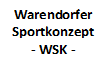 Warendorfer
Sportkonzept
- WSK -